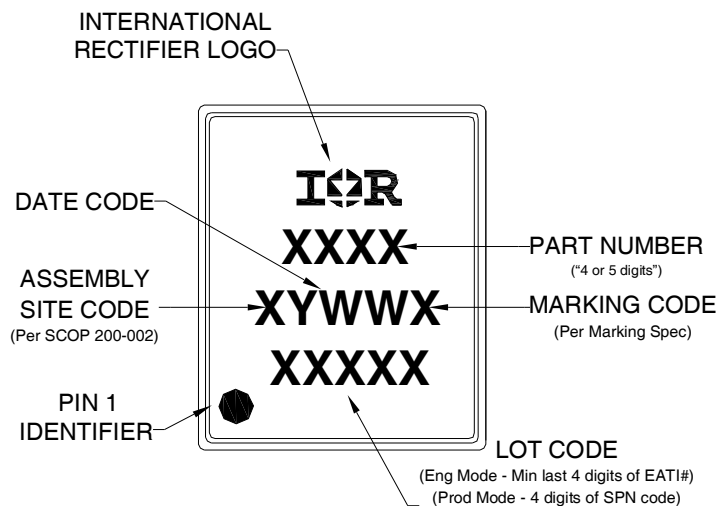 INTERNATIONAL
RECTIFIER LOGO
IOR
DATE CODE
XXXX
PART NUMBER
("4 or 5 digits")
ASSEMBLY
SITE CODE
(Per SCOP 200-002)
XYWWX
MARKING CODE
(Per Marking Spec)
XXXXX
PIN 1
IDENTIFIER
LOT CODE
(Eng Mode - Min last 4 digits of EATI#)
(Prod Mode - 4 digits of SPN code)